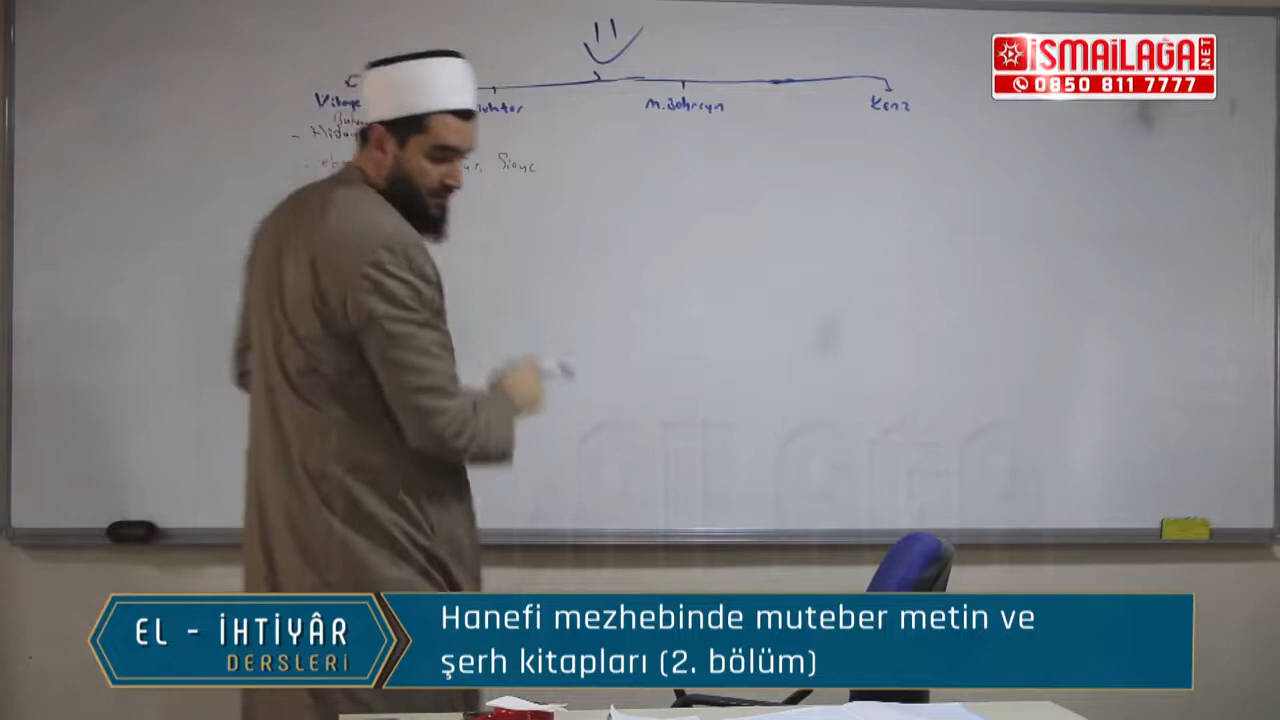 İSMAİLAĞA.NET
0850 811 7777
M. Bahreyn
Kenz
EL - İHTİYÂR
DERSLERİ
Hanefi mezhebinde muteber metin ve
şerh kitapları (2. bölüm)